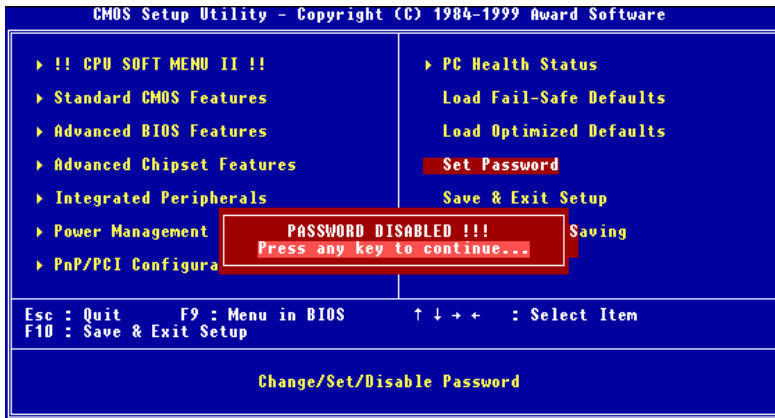 CMOS Setup Utility - Copyright (C) 1984-1999 Award Software
▸ !! CPU SOFT MENU II !!
▸ Standard CMOS Features
▸ Advanced BIOS Features
▸ Advanced Chipset Features
▸ Integrated Peripherals
▸ Power Management
▸ PnP/PCI Configura
▸ PC Health Status
Load Fail-Safe Defaults
Load Optimized Defaults
Set Password
Save & Exit Setup
Saving
PASSWORD DISABLED !!!
Press any key to continue...
Esc : Quit F9 : Menu in BIOS ↑ ↓ → ← : Select Item
F10 : Save & Exit Setup
Change/Set/Disable Password